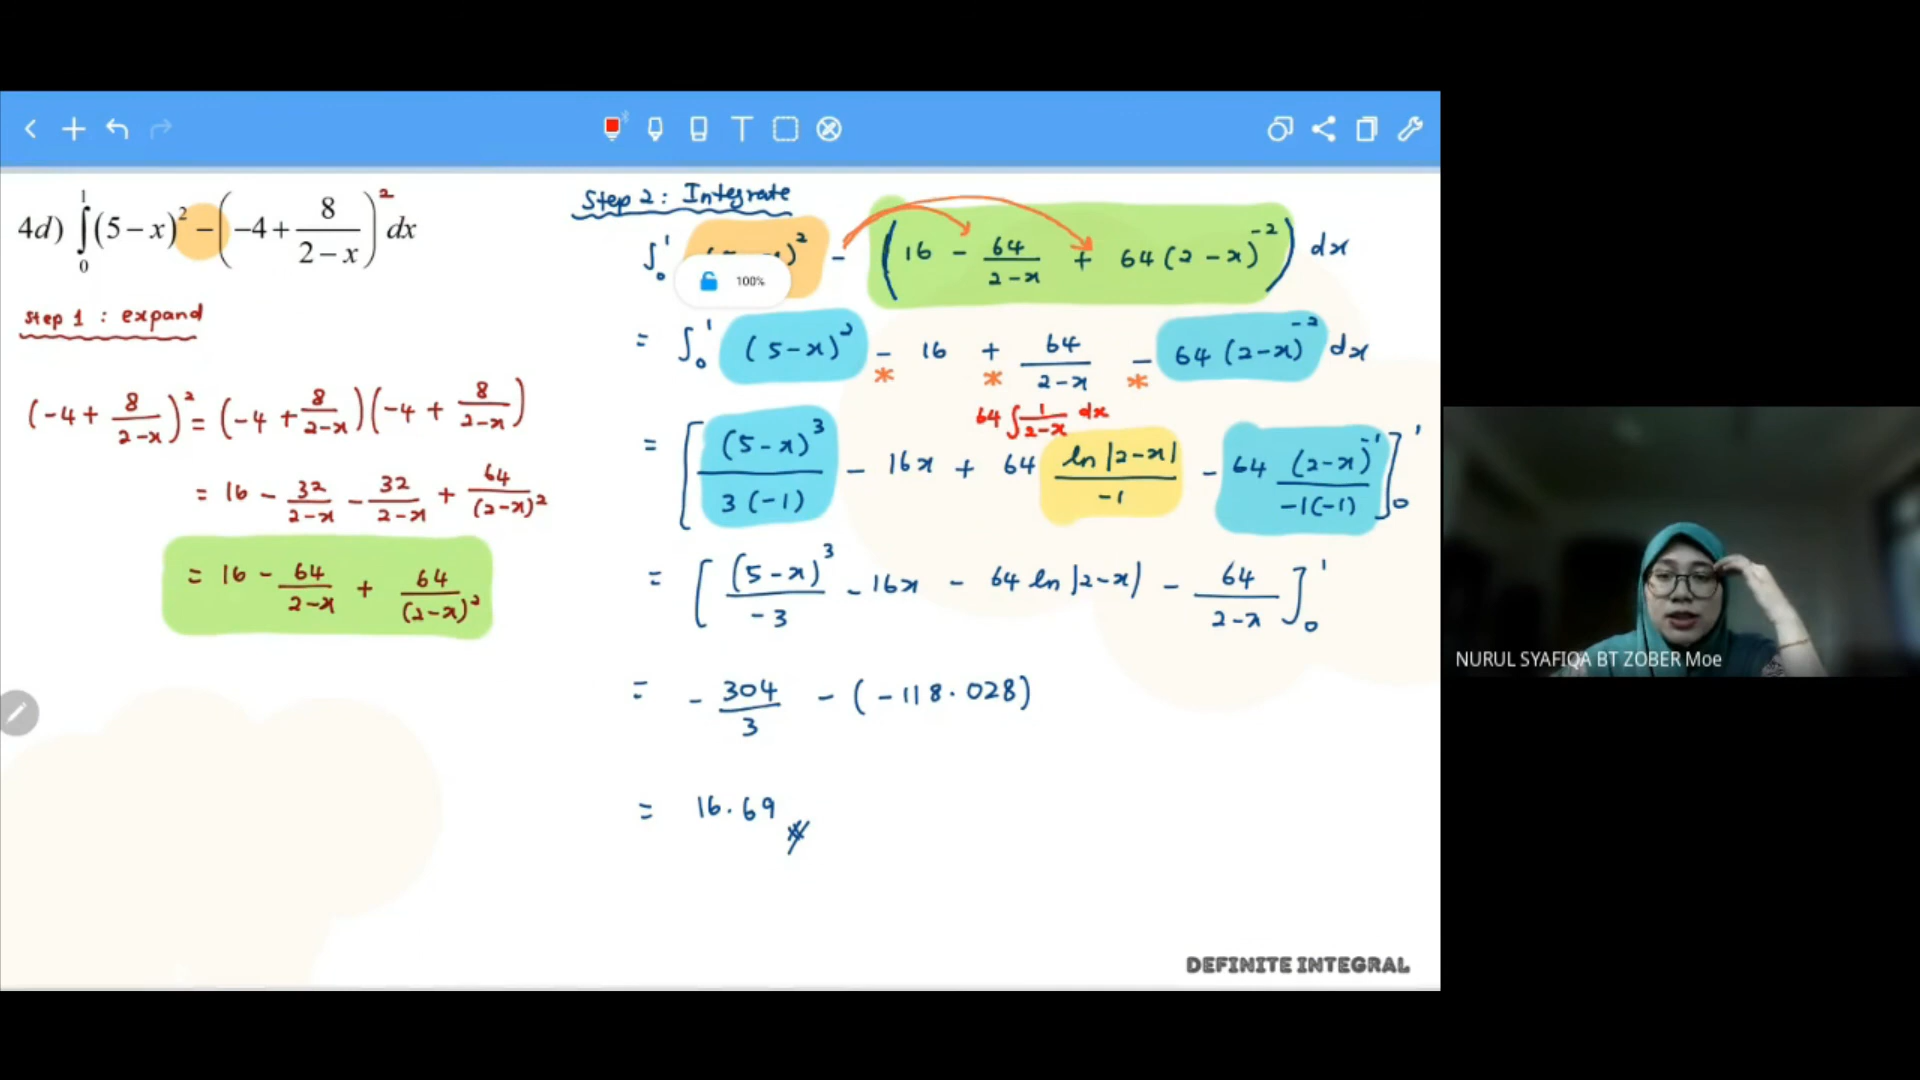 4d) ∫₀¹ (5 − x)² − (−4 + 8/(2 − x))² dx
step 1 : expand
(−4 + 8/(2−x))² = (−4 + 8/(2−x))(−4 + 8/(2−x))
= 16 − 32/(2−x) − 32/(2−x) + 64/(2−x)²
= 16 − 64/(2−x) + 64/(2−x)²
Step 2 : Integrate
∫₀¹ )² − (16 − 64/(2−x) + 64(2−x)⁻²) dx
100%
= ∫₀¹ (5−x)² − 16 + 64/(2−x) − 64(2−x)⁻² dx
* * *
64 ∫ 1/(2−x) dx
= [(5−x)³/3(−1) − 16x + 64 ln|2−x|/−1 − 64 (2−x)⁻¹/−1(−1)]₀¹
= [(5−x)³/−3 − 16x − 64 ln|2−x| − 64/(2−x)]₀¹
= − 304/3 − (−118.028)
= 16.69
DEFINITE INTEGRAL
NURUL SYAFIQA BT ZOBER Moe